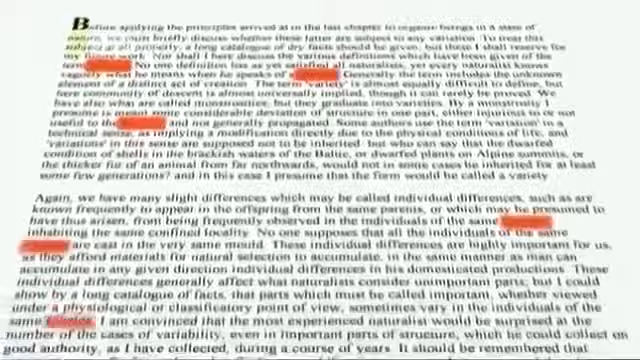 Before applying the principles arrived at in the last chapter to organic beings in a state of
nature, we must briefly discuss whether these latter are subject to any variation. To treat this
subject at all properly, a long catalogue of dry facts should be given, but these I shall reserve for
my future work. Nor shall I here discuss the various definitions which have been given of the
term No one definition has as yet satisfied all naturalists, yet every naturalist knows
vaguely what he means when he speaks of Generally the term includes the unknown
element of a distinct act of creation. The term 'variety' is almost equally difficult to define, but
here community of descent is almost universally implied, though it can rarely be proved. We
have also what are called monstrosities, but they graduate into varieties. By a monstrosity I
presume is meant some considerable deviation of structure in one part, either injurious to or not
useful to the and not generally propagated. Some authors use the term 'variation' in a
technical sense, as implying a modification directly due to the physical conditions of life, and
'variations' in this sense are supposed not to be inherited: but who can say that the dwarfed
condition of shells in the brackish waters of the Baltic, or dwarfed plants on Alpine summits, or
the thicker fur of an animal from far northwards, would not in some cases be inherited for at least
some few generations? and in this case I presume that the form would be called a variety
Again, we have many slight differences which may be called individual differences, such as are
known frequently to appear in the offspring from the same parents, or which may be presumed to
have arisen, from being frequently observed in the individuals of the same
inhabiting the same confined locality. No one supposes that all the individuals of the same
are cast in the very same mould. These individual differences are highly important for us,
as they afford materials for natural selection to accumulate, in the same manner as man can
accumulate in any given direction individual differences in his domesticated productions. These
individual differences generally affect what naturalists consider unimportant parts; but I could
show by a long catalogue of facts, that parts which must be called important, whether viewed
under a physiological or classificatory point of view, sometimes vary in the individuals of the
same species. I am convinced that the most experienced naturalist would be surprised at the
number of the cases of variability, even in important parts of structure, which he could collect on
good authority, as I have collected, during a course of years. It should be remembered that